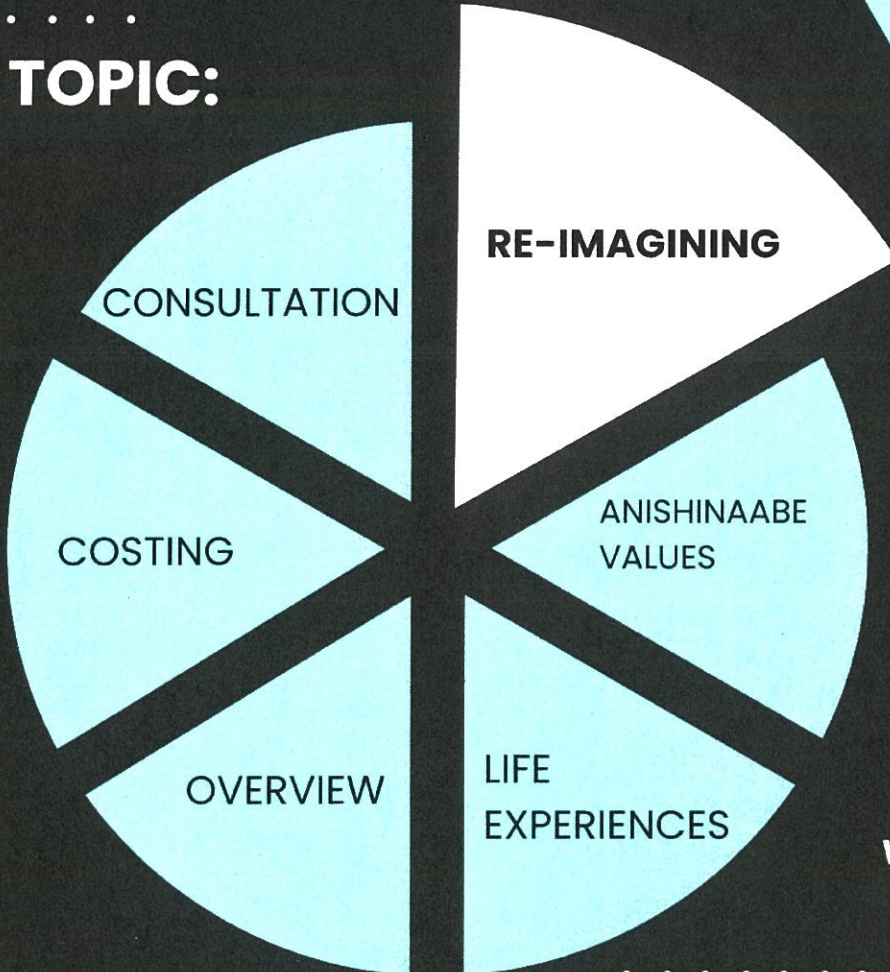 TOPIC:
RE-IMAGINING
CONSULTATION
ANISHINAABE
VALUES
COSTING
LIFE
EXPERIENCES
OVERVIEW